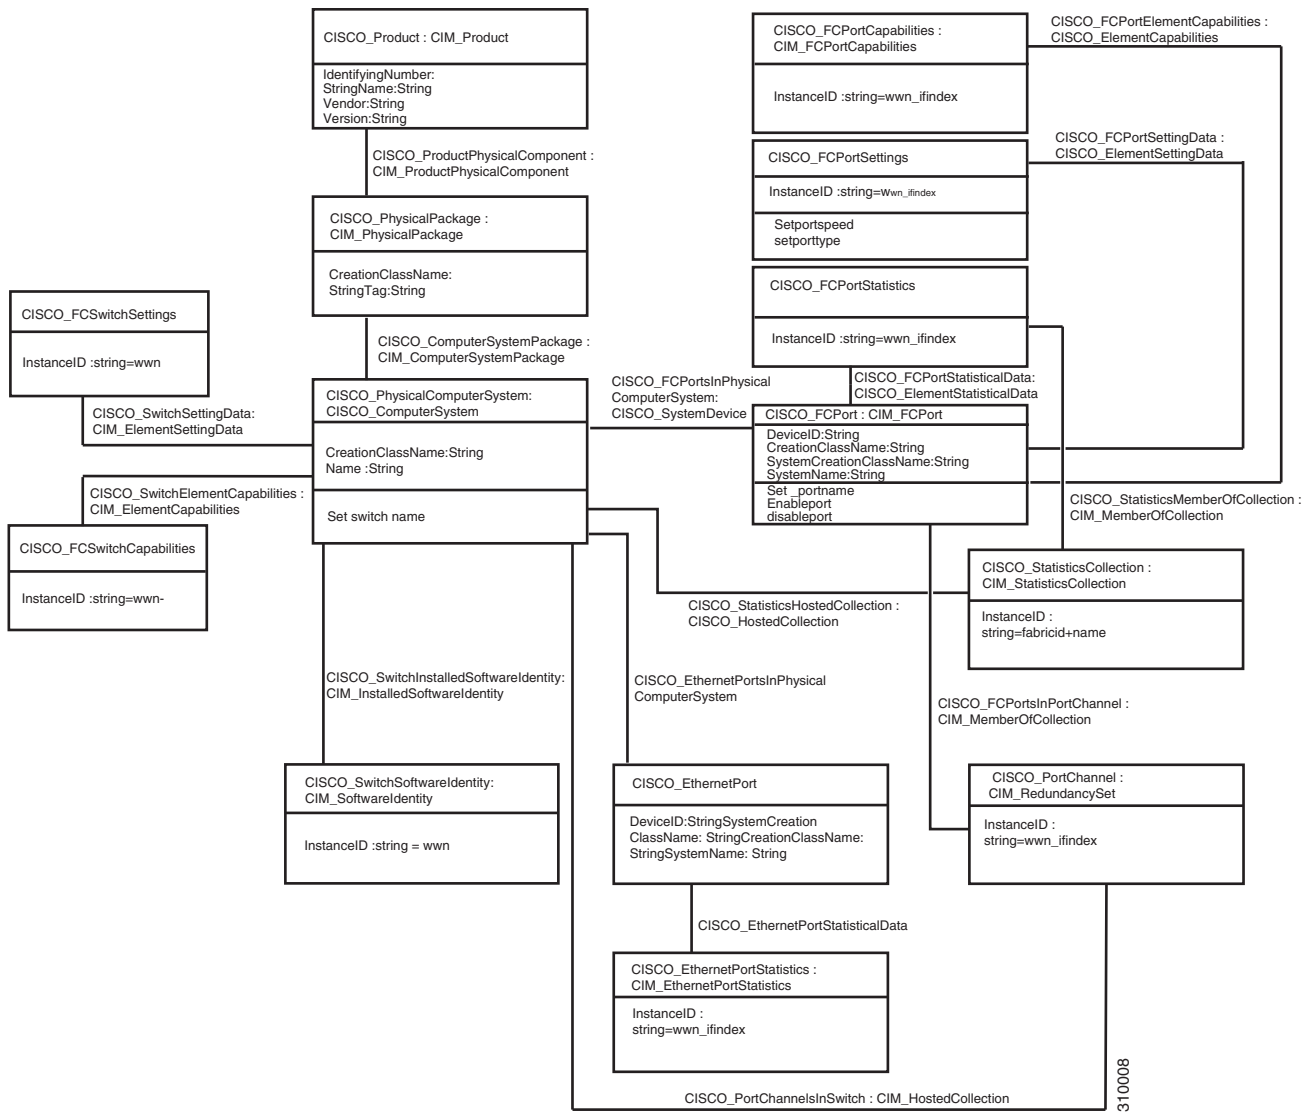 CISCO_Product : CIM_Product
IdentifyingNumber:
StringName:String
Vendor:String
Version:String
CISCO_ProductPhysicalComponent :
CIM_ProductPhysicalComponent
CISCO_PhysicalPackage :
CIM_PhysicalPackage
CreationClassName:
StringTag:String
CISCO_ComputerSystemPackage :
CIM_ComputerSystemPackage
CISCO_FCSwitchSettings
InstanceID :string=wwn
CISCO_SwitchSettingData:
CIM_ElementSettingData
CISCO_SwitchElementCapabilities :
CIM_ElementCapabilities
CISCO_FCSwitchCapabilities
InstanceID :string=wwn-
CISCO_PhysicalComputerSystem:
CISCO_ComputerSystem
CreationClassName:String
Name :String
Set switch name
CISCO_FCPortsInPhysical
ComputerSystem:
CISCO_SystemDevice
CISCO_FCPortCapabilities :
CIM_FCPortCapabilities
InstanceID :string=wwn_ifindex
CISCO_FCPortElementCapabilities :
CISCO_ElementCapabilities
CISCO_FCPortSettings
InstanceID :string=wwn_ifindex
Setportspeed
setporttype
CISCO_FCPortSettingData :
CISCO_ElementSettingData
CISCO_FCPortStatistics
InstanceID :string=wwn_ifindex
CISCO_FCPortStatisticalData:
CISCO_ElementStatisticalData
CISCO_FCPort : CIM_FCPort
DeviceID:String
CreationClassName:String
SystemCreationClassName:String
SystemName:String
Set _portname
Enableport
disableport
CISCO_StatisticsMemberOfCollection :
CIM_MemberOfCollection
CISCO_StatisticsCollection :
CIM_StatisticsCollection
InstanceID :
string=fabricid+name
CISCO_StatisticsHostedCollection :
CISCO_HostedCollection
CISCO_SwitchInstalledSoftwareIdentity:
CIM_InstalledSoftwareIdentity
CISCO_EthernetPortsInPhysical
ComputerSystem
CISCO_FCPortsInPortChannel :
CIM_MemberOfCollection
CISCO_SwitchSoftwareIdentity:
CIM_SoftwareIdentity
InstanceID :string = wwn
CISCO_EthernetPort
DeviceID:StringSystemCreation
ClassName: StringCreationClassName:
StringSystemName: String
CISCO_PortChannel :
CIM_RedundancySet
InstanceID :
string=wwn_ifindex
CISCO_EthernetPortStatisticalData
CISCO_EthernetPortStatistics :
CIM_EthernetPortStatistics
InstanceID :
string=wwn_ifindex
CISCO_PortChannelsInSwitch : CIM_HostedCollection
310008